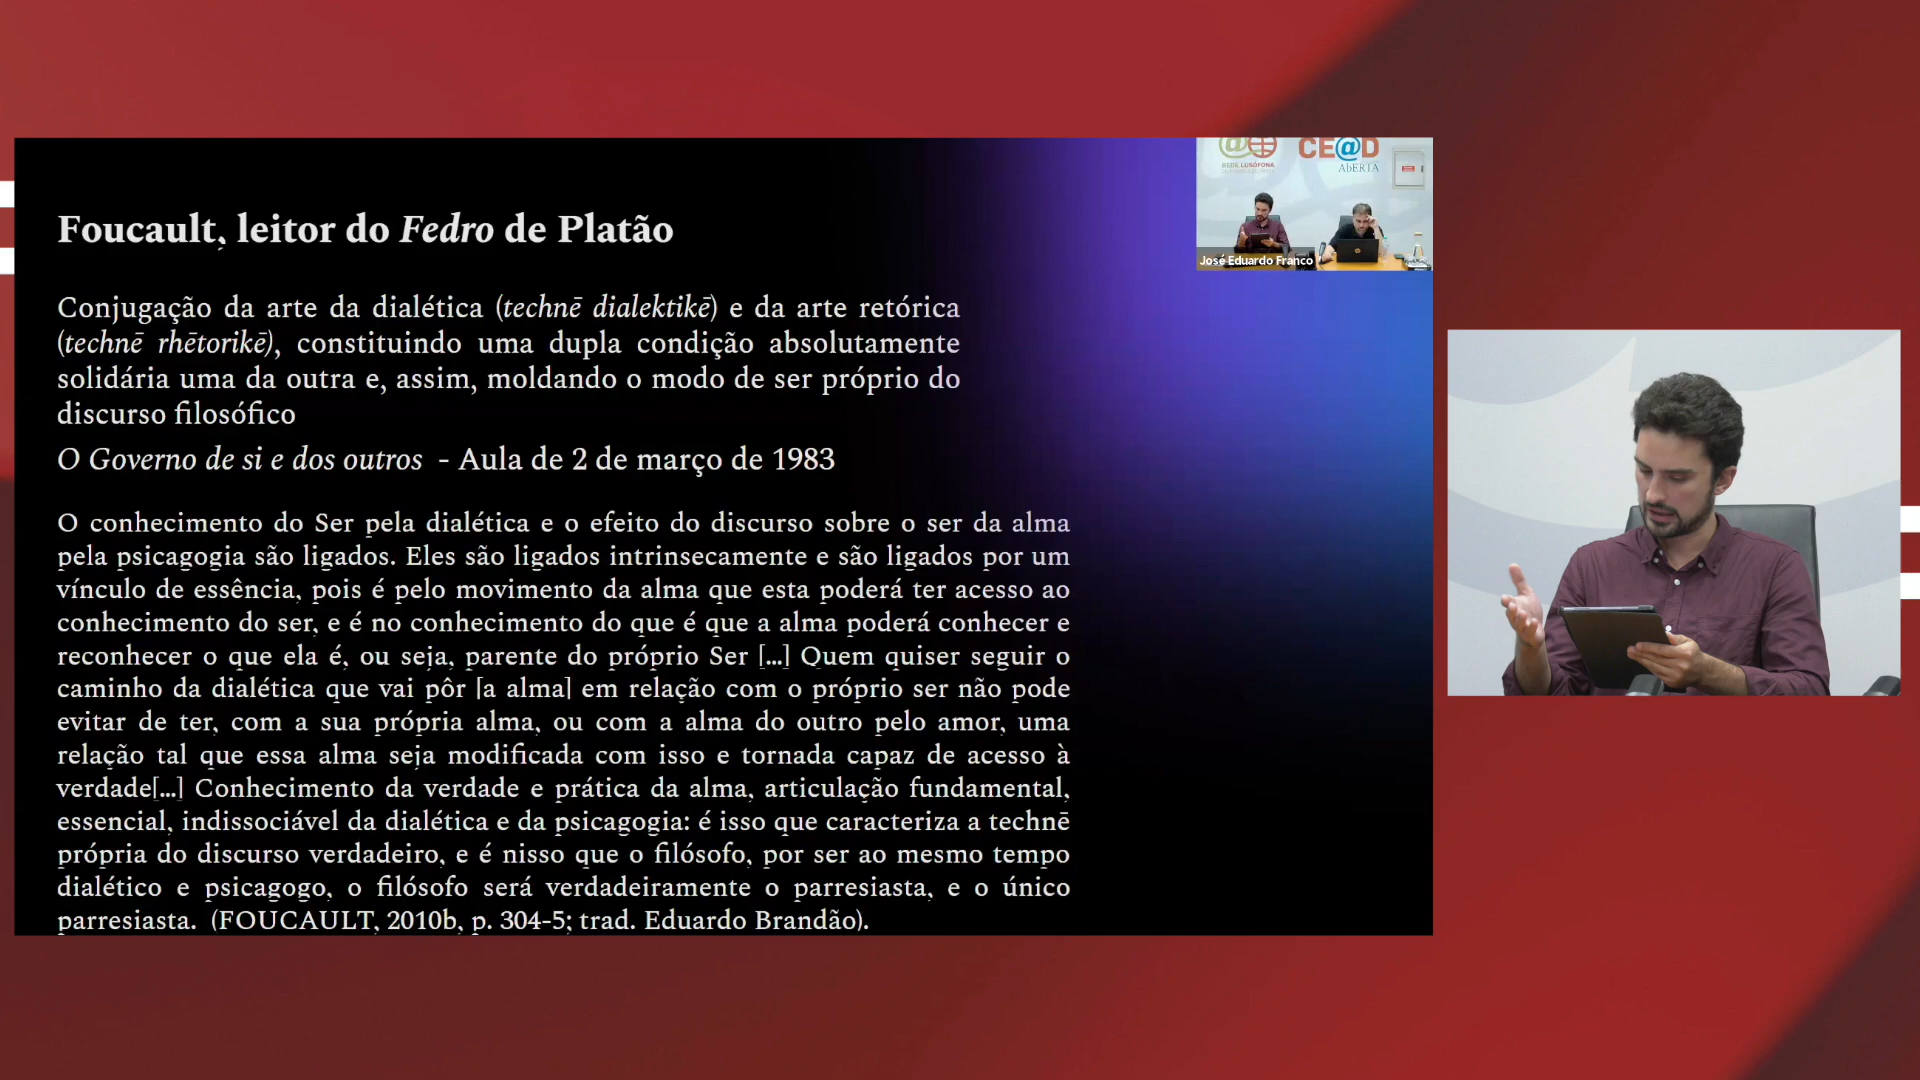 Foucault, leitor do Fedro de Platão
Conjugação da arte da dialética (technē dialektikē) e da arte retórica
(technē rhētorikē), constituindo uma dupla condição absolutamente
solidária uma da outra e, assim, moldando o modo de ser próprio do
discurso filosófico
O Governo de si e dos outros - Aula de 2 de março de 1983
O conhecimento do Ser pela dialética e o efeito do discurso sobre o ser da alma
pela psicagogia são ligados. Eles são ligados intrinsecamente e são ligados por um
vínculo de essência, pois é pelo movimento da alma que esta poderá ter acesso ao
conhecimento do ser, e é no conhecimento do que é que a alma poderá conhecer e
reconhecer o que ela é, ou seja, parente do próprio Ser [...] Quem quiser seguir o
caminho da dialética que vai pôr [a alma] em relação com o próprio ser não pode
evitar de ter, com a sua própria alma, ou com a alma do outro pelo amor, uma
relação tal que essa alma seja modificada com isso e tornada capaz de acesso à
verdade[...] Conhecimento da verdade e prática da alma, articulação fundamental,
essencial, indissociável da dialética e da psicagogia: é isso que caracteriza a technē
própria do discurso verdadeiro, e é nisso que o filósofo, por ser ao mesmo tempo
dialético e psicagogo, o filósofo será verdadeiramente o parresiasta, e o único
parresiasta. (FOUCAULT, 2010b, p. 304-5; trad. Eduardo Brandão).
REDE LUSÓFONA
CE@D
AbERTA
José Eduardo Franco